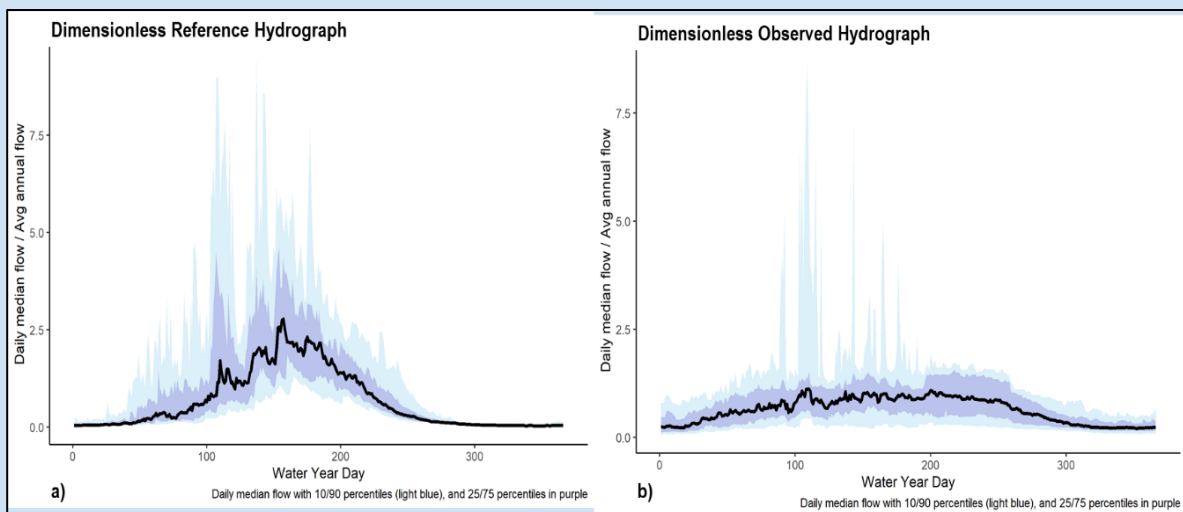 Dimensionless Reference Hydrograph
Daily median flow / Avg annual flow
7.5
5.0
2.5
0.0
0
100
200
300
Water Year Day
a)
Daily median flow with 10/90 percentiles (light blue), and 25/75 percentiles in purple
Dimensionless Observed Hydrograph
Daily median flow / Avg annual flow
7.5
5.0
2.5
0.0
0
100
200
300
Water Year Day
b)
Daily median flow with 10/90 percentiles (light blue), and 25/75 percentiles in purple